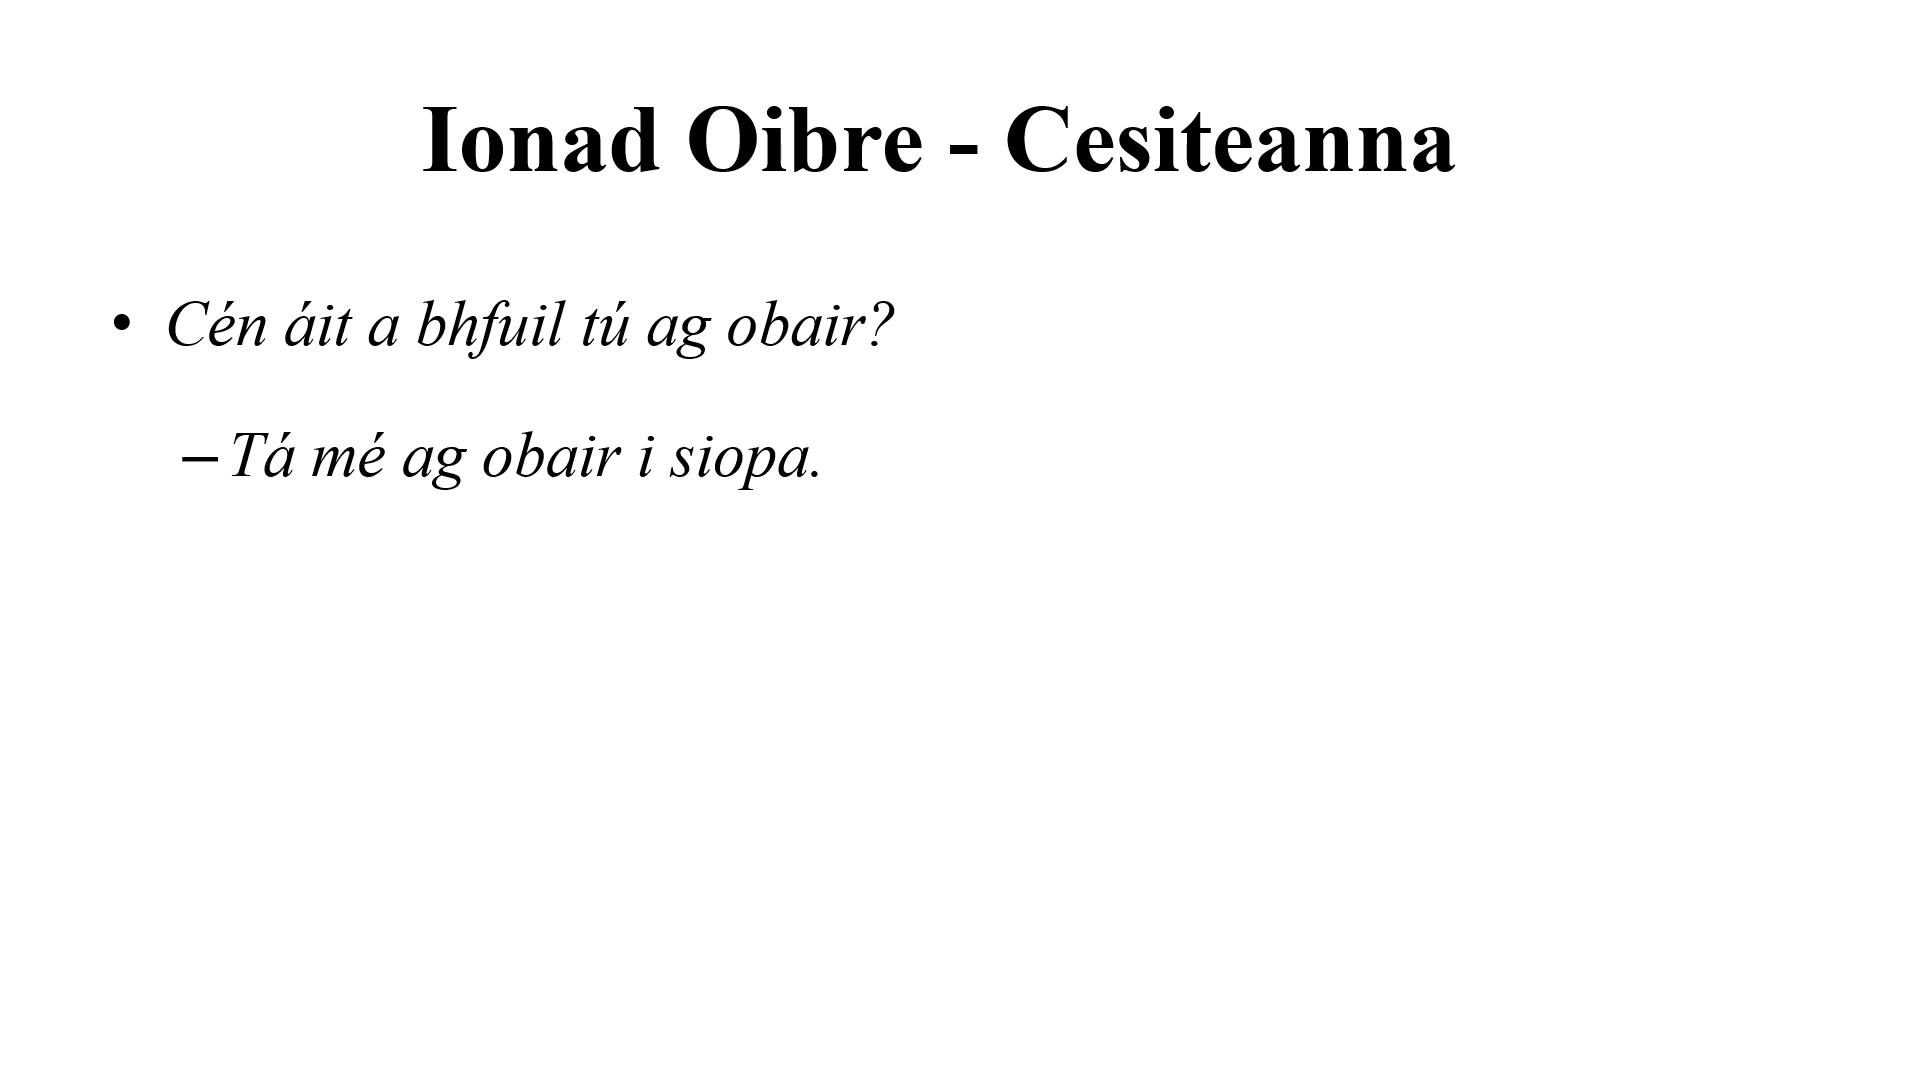 Ionad Oibre - Cesiteanna
• Cén áit a bhfuil tú ag obair?
– Tá mé ag obair i siopa.